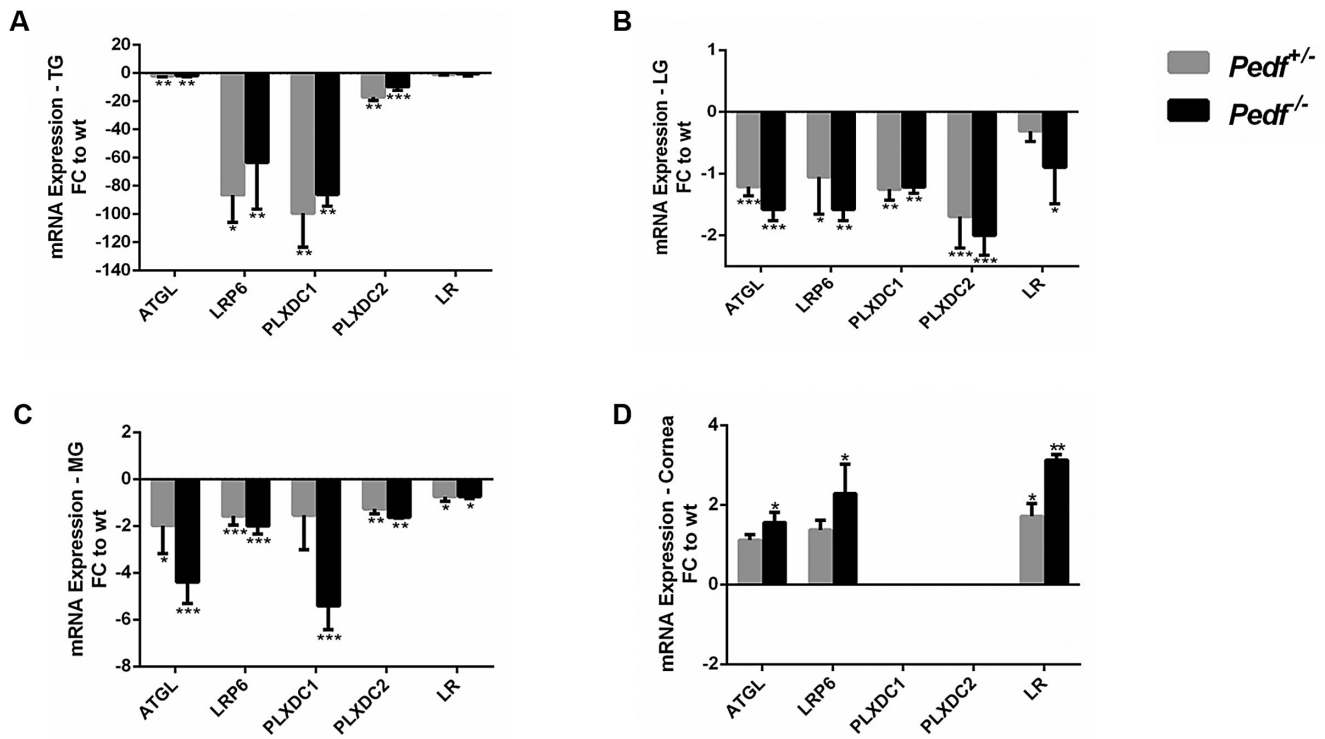 A
mRNA Expression - TG
FC to wt
20
0
-20
-40
-60
-80
-100
-120
-140
** ** * ** ** ** ** ***
ATGL LRP6 PLXDC1 PLXDC2 LR
B
mRNA Expression - LG
FC to wt
1
0
-1
-2
*** *** * ** ** ** *** *** *
ATGL LRP6 PLXDC1 PLXDC2 LR
Pedf+/-
Pedf-/-
C
mRNA Expression - MG
FC to wt
2
0
-2
-4
-6
-8
* *** *** *** *** ** ** * *
ATGL LRP6 PLXDC1 PLXDC2 LR
D
mRNA Expression - Cornea
FC to wt
4
2
0
-2
* * * **
ATGL LRP6 PLXDC1 PLXDC2 LR